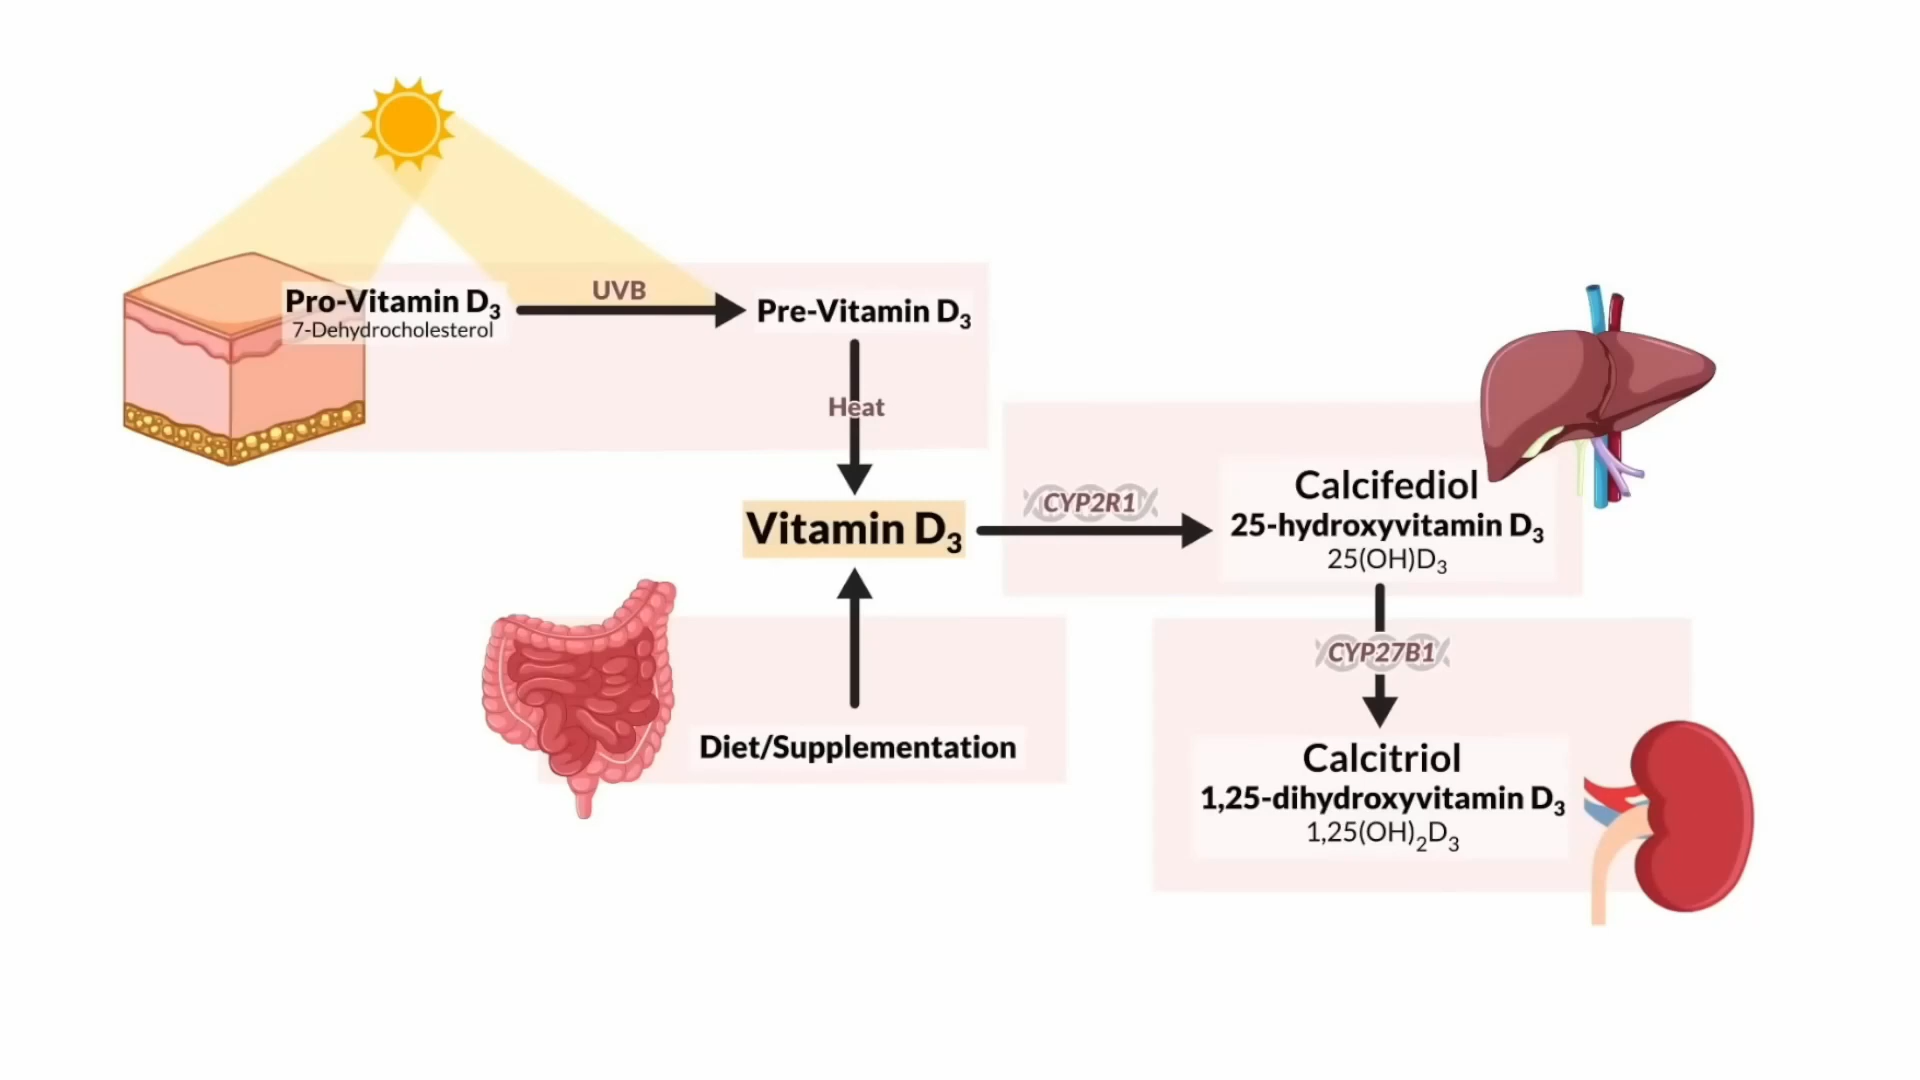 Pro-Vitamin D₃
7-Dehydrocholesterol
UVB
Pre-Vitamin D₃
Heat
Vitamin D₃
CYP2R1
Calcifediol
25-hydroxyvitamin D₃
25(OH)D₃
CYP27B1
Diet/Supplementation
Calcitriol
1,25-dihydroxyvitamin D₃
1,25(OH)₂D₃